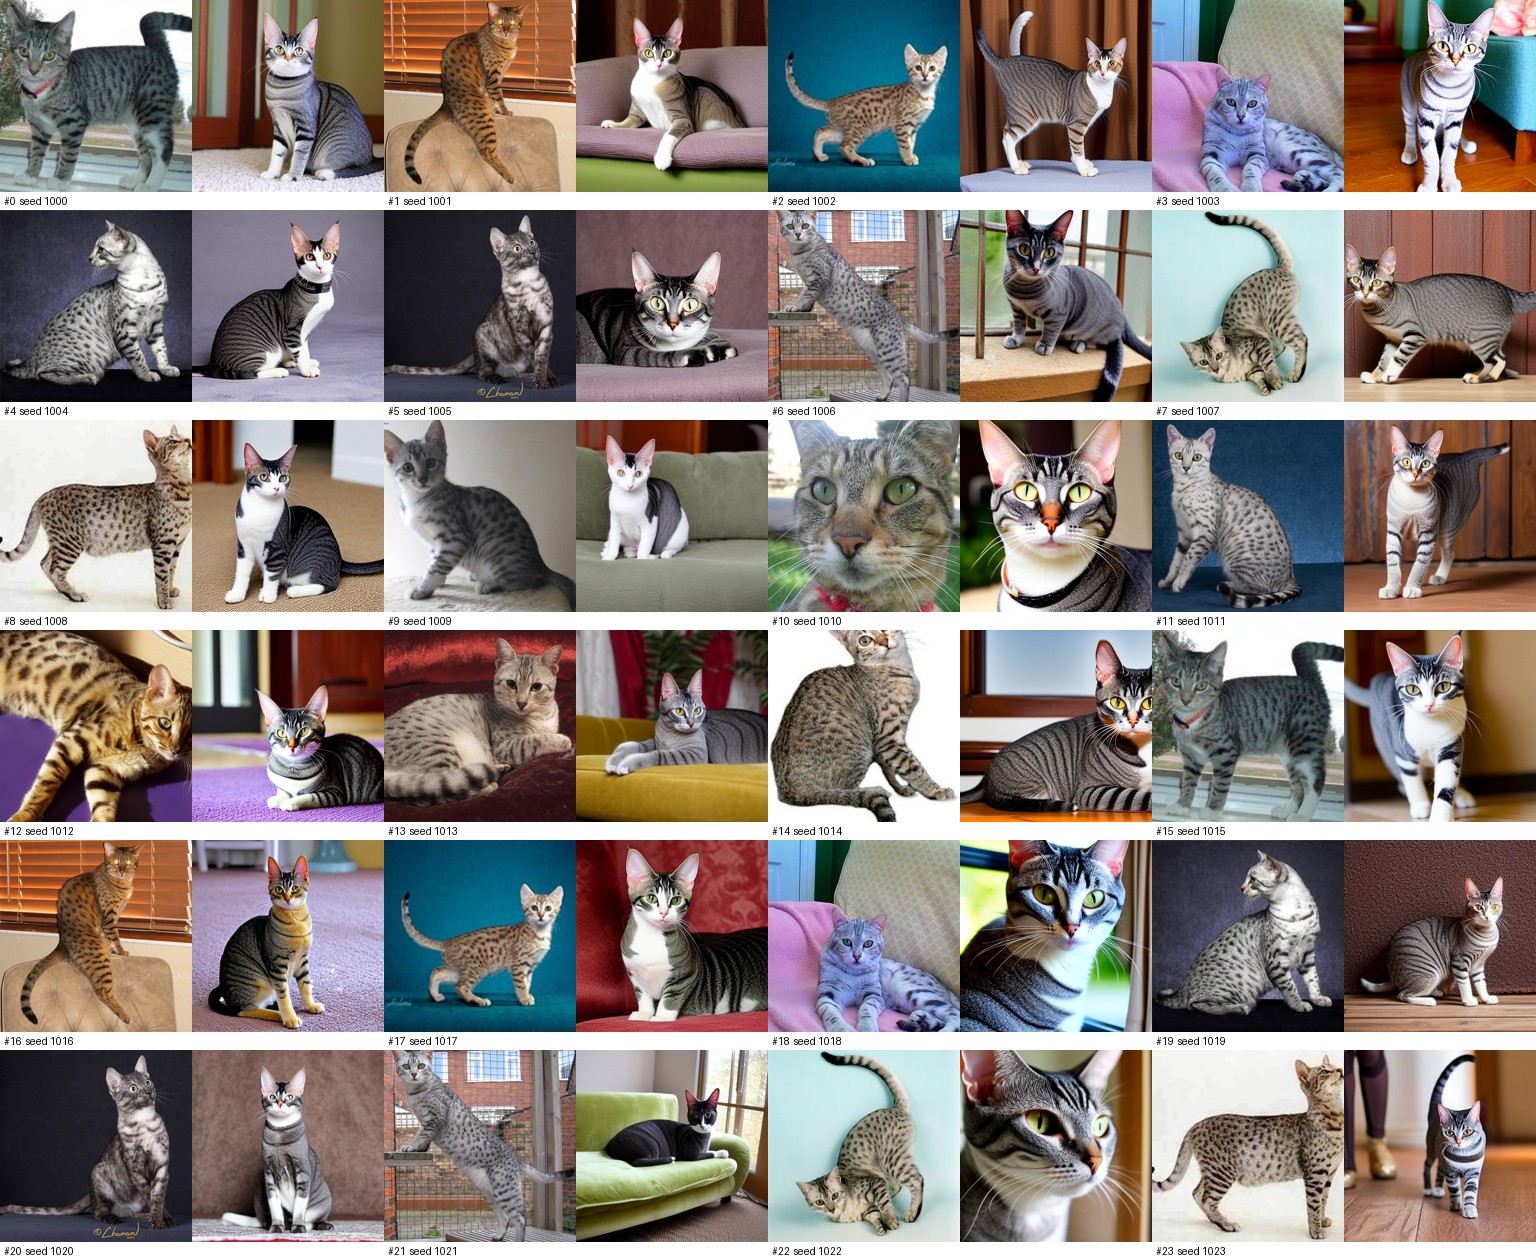 Holmi
#0 seed 1000
#1 seed 1001
#2 seed 1002
#3 seed 1003
© Chanan
#4 seed 1004
#5 seed 1005
#6 seed 1006
#7 seed 1007
#8 seed 1008
#9 seed 1009
#10 seed 1010
#11 seed 1011
#12 seed 1012
#13 seed 1013
#14 seed 1014
#15 seed 1015
#16 seed 1016
#17 seed 1017
#18 seed 1018
#19 seed 1019
© Chanan
#20 seed 1020
#21 seed 1021
#22 seed 1022
#23 seed 1023